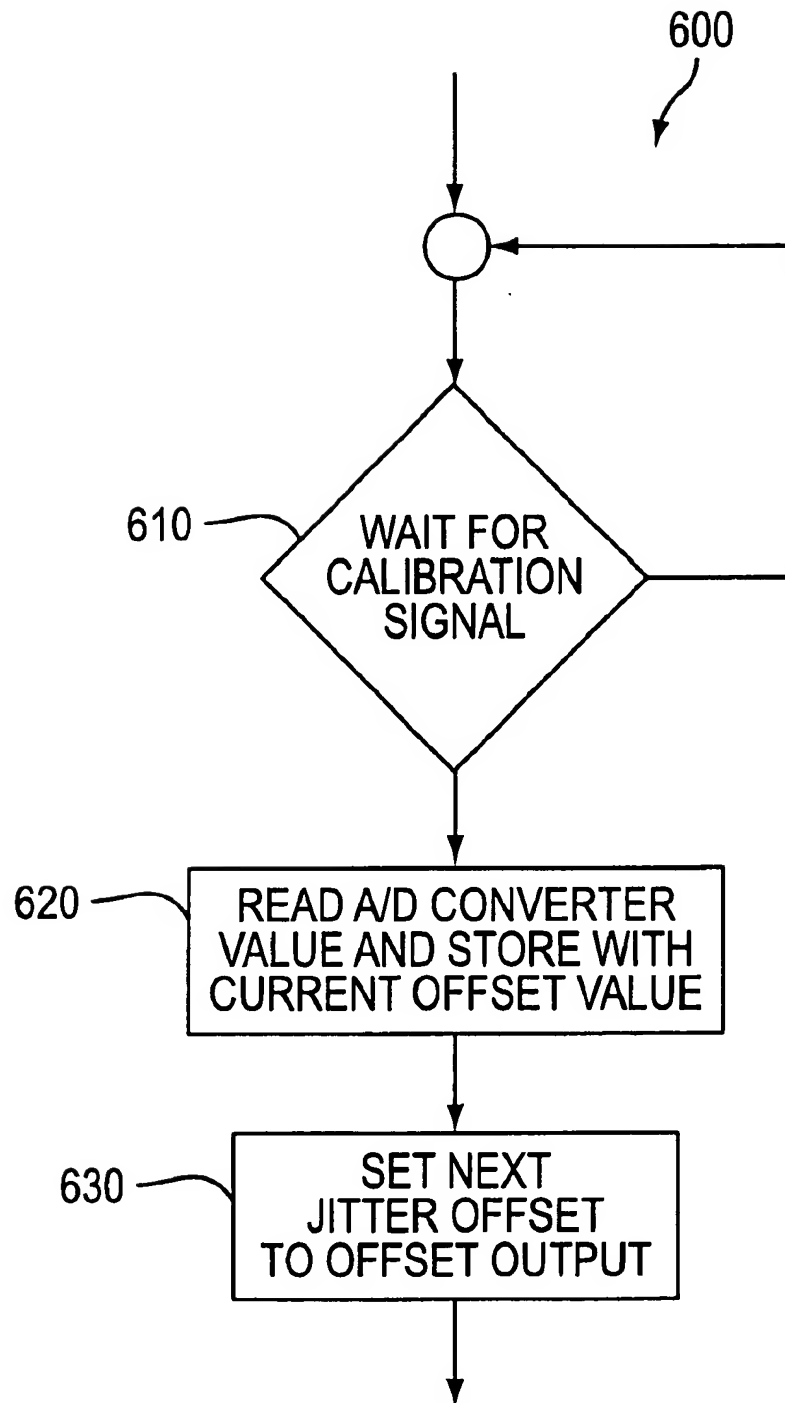 600
610
WAIT FOR
CALIBRATION
SIGNAL
620
READ A/D CONVERTER
VALUE AND STORE WITH
CURRENT OFFSET VALUE
630
SET NEXT
JITTER OFFSET
TO OFFSET OUTPUT